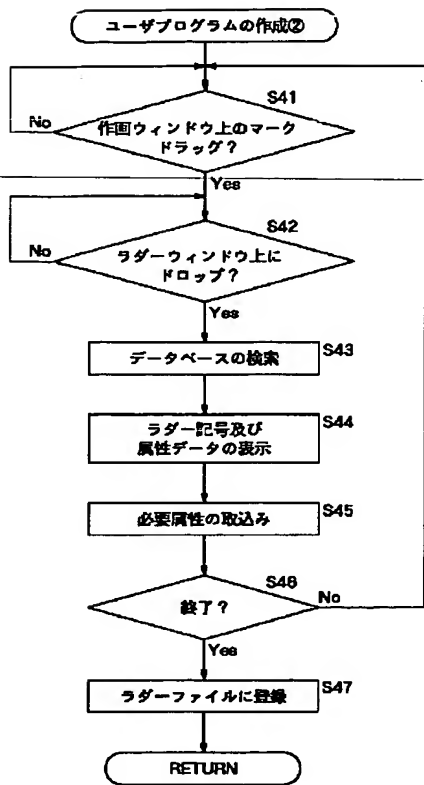 ユーザプログラムの作成②
S41
No
作画ウィンドウ上のマーク
ドラッグ?
Yes
S42
No
ラダーウィンドウ上に
ドロップ?
Yes
データベースの検索
S43
ラダー記号及び
属性データの表示
S44
必要属性の取込み
S45
S46
終了?
No
Yes
ラダーファイルに登録
S47
RETURN